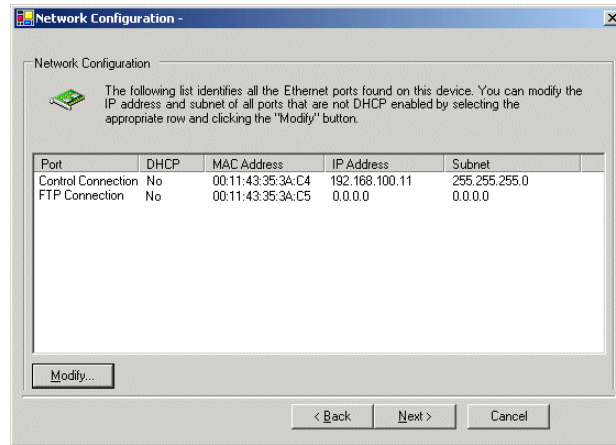 Network Configuration -
Network Configuration
The following list identifies all the Ethernet ports found on this device. You can modify the
IP address and subnet of all ports that are not DHCP enabled by selecting the
appropriate row and clicking the "Modify" button.
Port DHCP MAC Address IP Address Subnet
Control Connection No 00:11:43:35:3A:C4 192.168.100.11 255.255.255.0
FTP Connection No 00:11:43:35:3A:C5 0.0.0.0 0.0.0.0
Modify...
< Back Next > Cancel